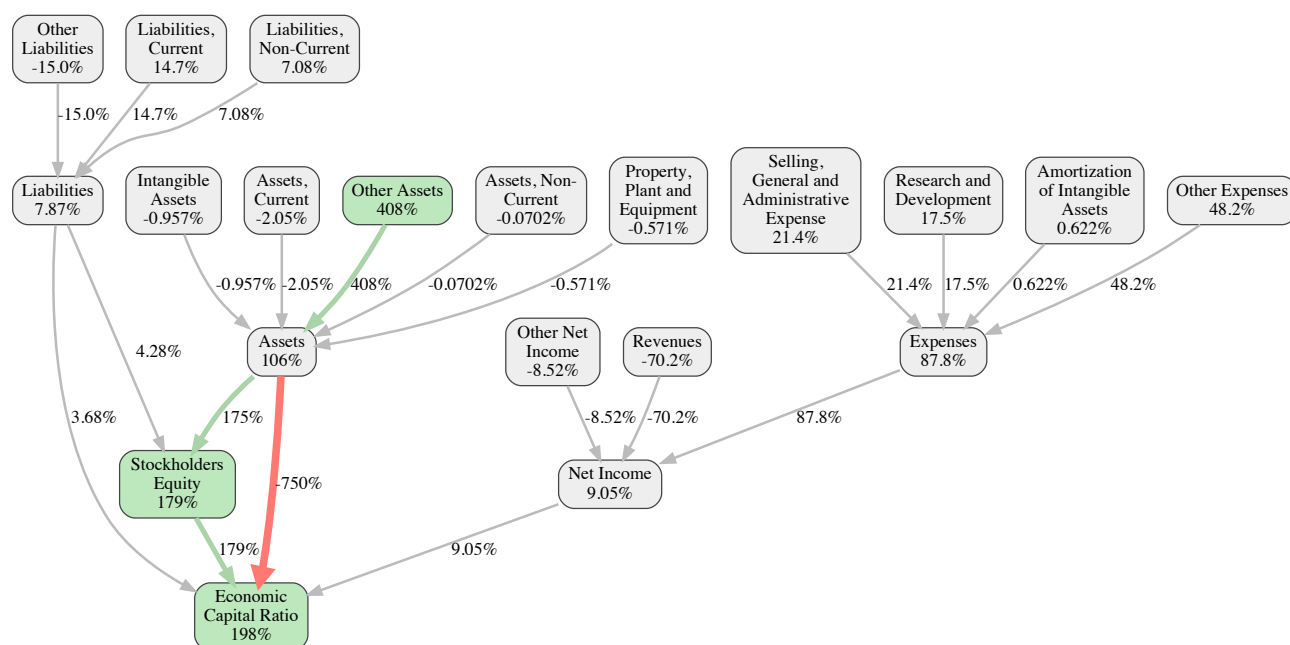 Other
Liabilities
-15.0%
Liabilities,
Current
14.7%
Liabilities,
Non-Current
7.08%
-15.0%
14.7%
7.08%
Liabilities
7.87%
Intangible
Assets
-0.957%
Assets,
Current
-2.05%
Other Assets
408%
Assets, Non-
Current
-0.0702%
Property,
Plant and
Equipment
-0.571%
Selling,
General and
Administrative
Expense
21.4%
Research and
Development
17.5%
Amortization
of Intangible
Assets
0.622%
Other Expenses
48.2%
-0.957%
-2.05%
408%
-0.0702%
-0.571%
21.4%
17.5%
0.622%
48.2%
Assets
106%
Other Net
Income
-8.52%
Revenues
-70.2%
Expenses
87.8%
4.28%
3.68%
175%
-8.52%
-70.2%
87.8%
Stockholders
Equity
179%
-750%
Net Income
9.05%
179%
9.05%
Economic
Capital Ratio
198%